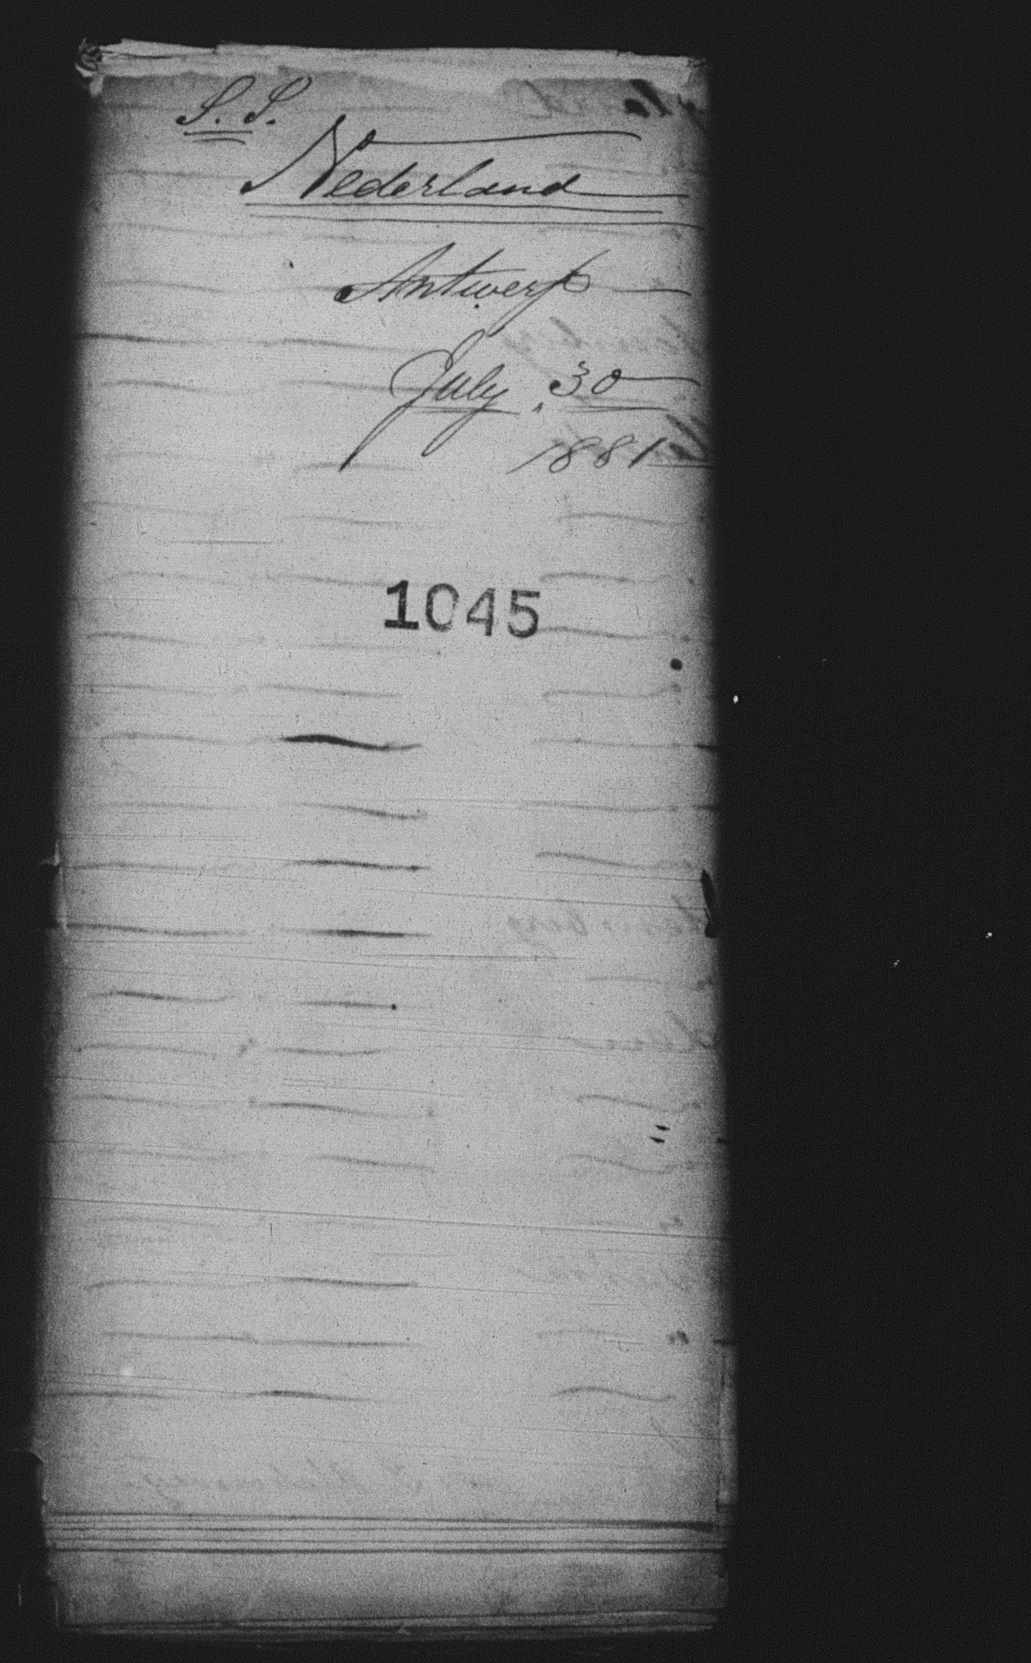 S. S.
Nederland
Antwerp
July 30
1881
1045